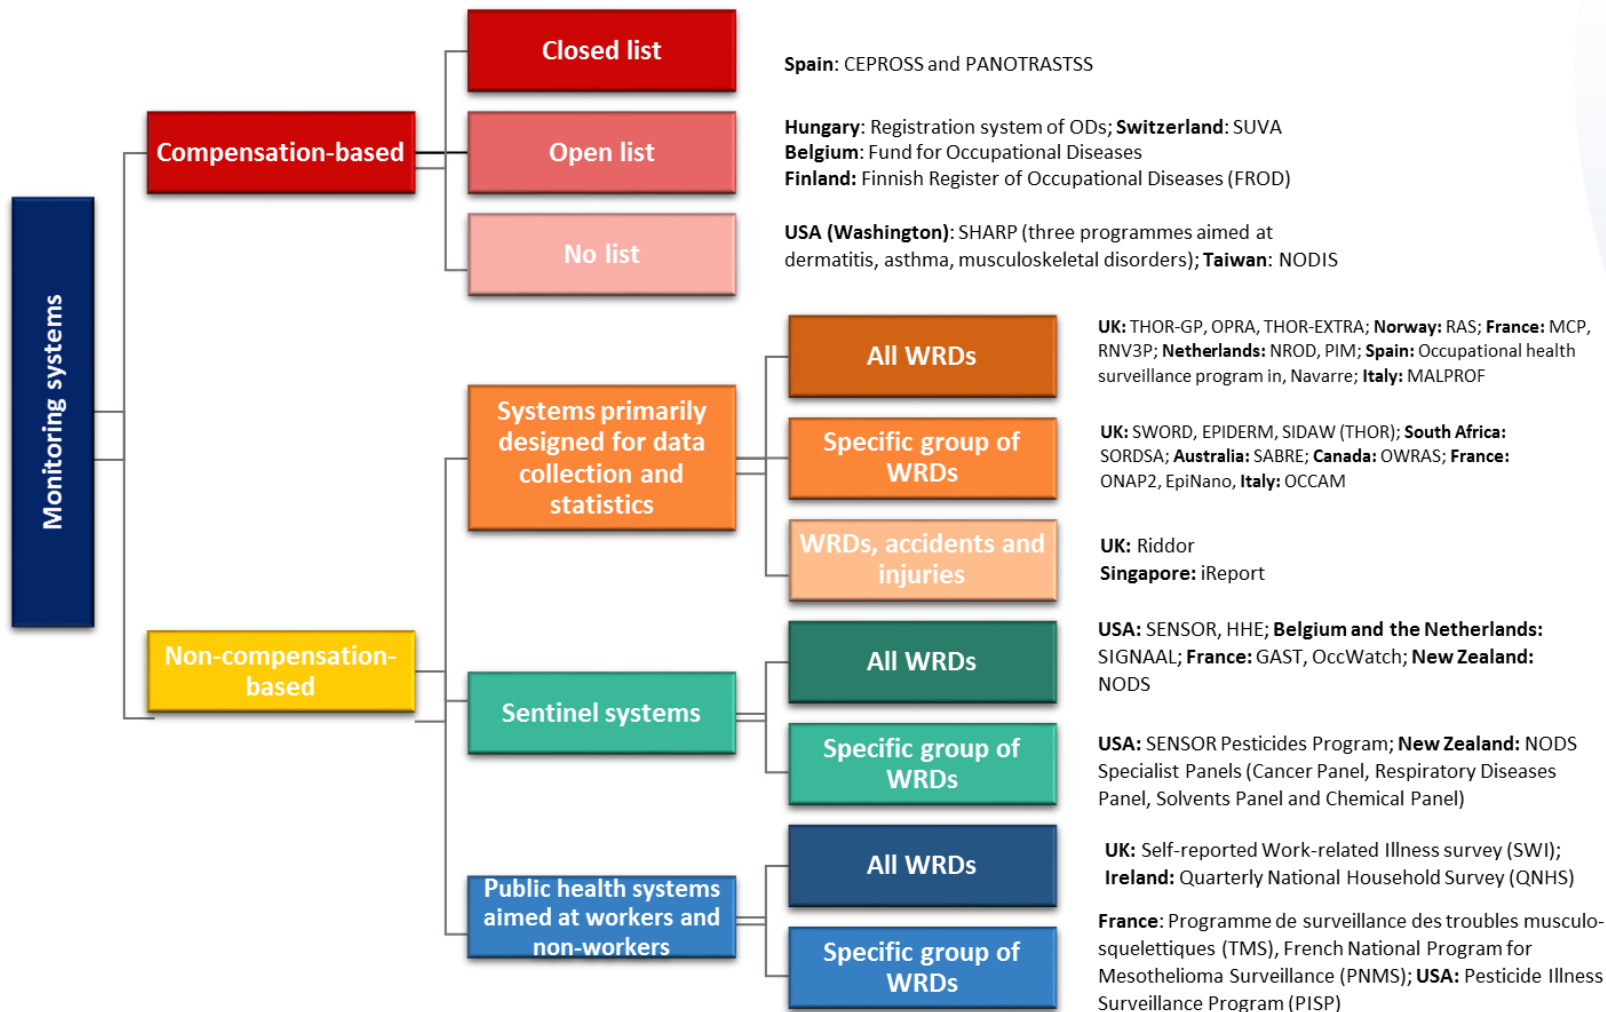 Monitoring systems
Compensation-based
Closed list
Spain: CEPROSS and PANOTRASTSS
Open list
Hungary: Registration system of ODs; Switzerland: SUVA
Belgium: Fund for Occupational Diseases
Finland: Finnish Register of Occupational Diseases (FROD)
No list
USA (Washington): SHARP (three programmes aimed at
dermatitis, asthma, musculoskeletal disorders); Taiwan: NODIS
Non-compensation-
based
Systems primarily
designed for data
collection and
statistics
All WRDs
UK: THOR-GP, OPRA, THOR-EXTRA; Norway: RAS; France: MCP,
RNV3P; Netherlands: NROD, PIM; Spain: Occupational health
surveillance program in, Navarre; Italy: MALPROF
Specific group of
WRDs
UK: SWORD, EPIDERM, SIDAW (THOR); South Africa:
SORDSA; Australia: SABRE; Canada: OWRAS; France:
ONAP2, EpiNano, Italy: OCCAM
WRDs, accidents and
injuries
UK: Riddor
Singapore: iReport
Sentinel systems
All WRDs
USA: SENSOR, HHE; Belgium and the Netherlands:
SIGNAAL; France: GAST, OccWatch; New Zealand:
NODS
Specific group of
WRDs
USA: SENSOR Pesticides Program; New Zealand: NODS
Specialist Panels (Cancer Panel, Respiratory Diseases
Panel, Solvents Panel and Chemical Panel)
Public health systems
aimed at workers and
non-workers
All WRDs
UK: Self-reported Work-related Illness survey (SWI);
Ireland: Quarterly National Household Survey (QNHS)
Specific group of
WRDs
France: Programme de surveillance des troubles musculo-
squelettiques (TMS), French National Program for
Mesothelioma Surveillance (PNMS); USA: Pesticide Illness
Surveillance Program (PISP)